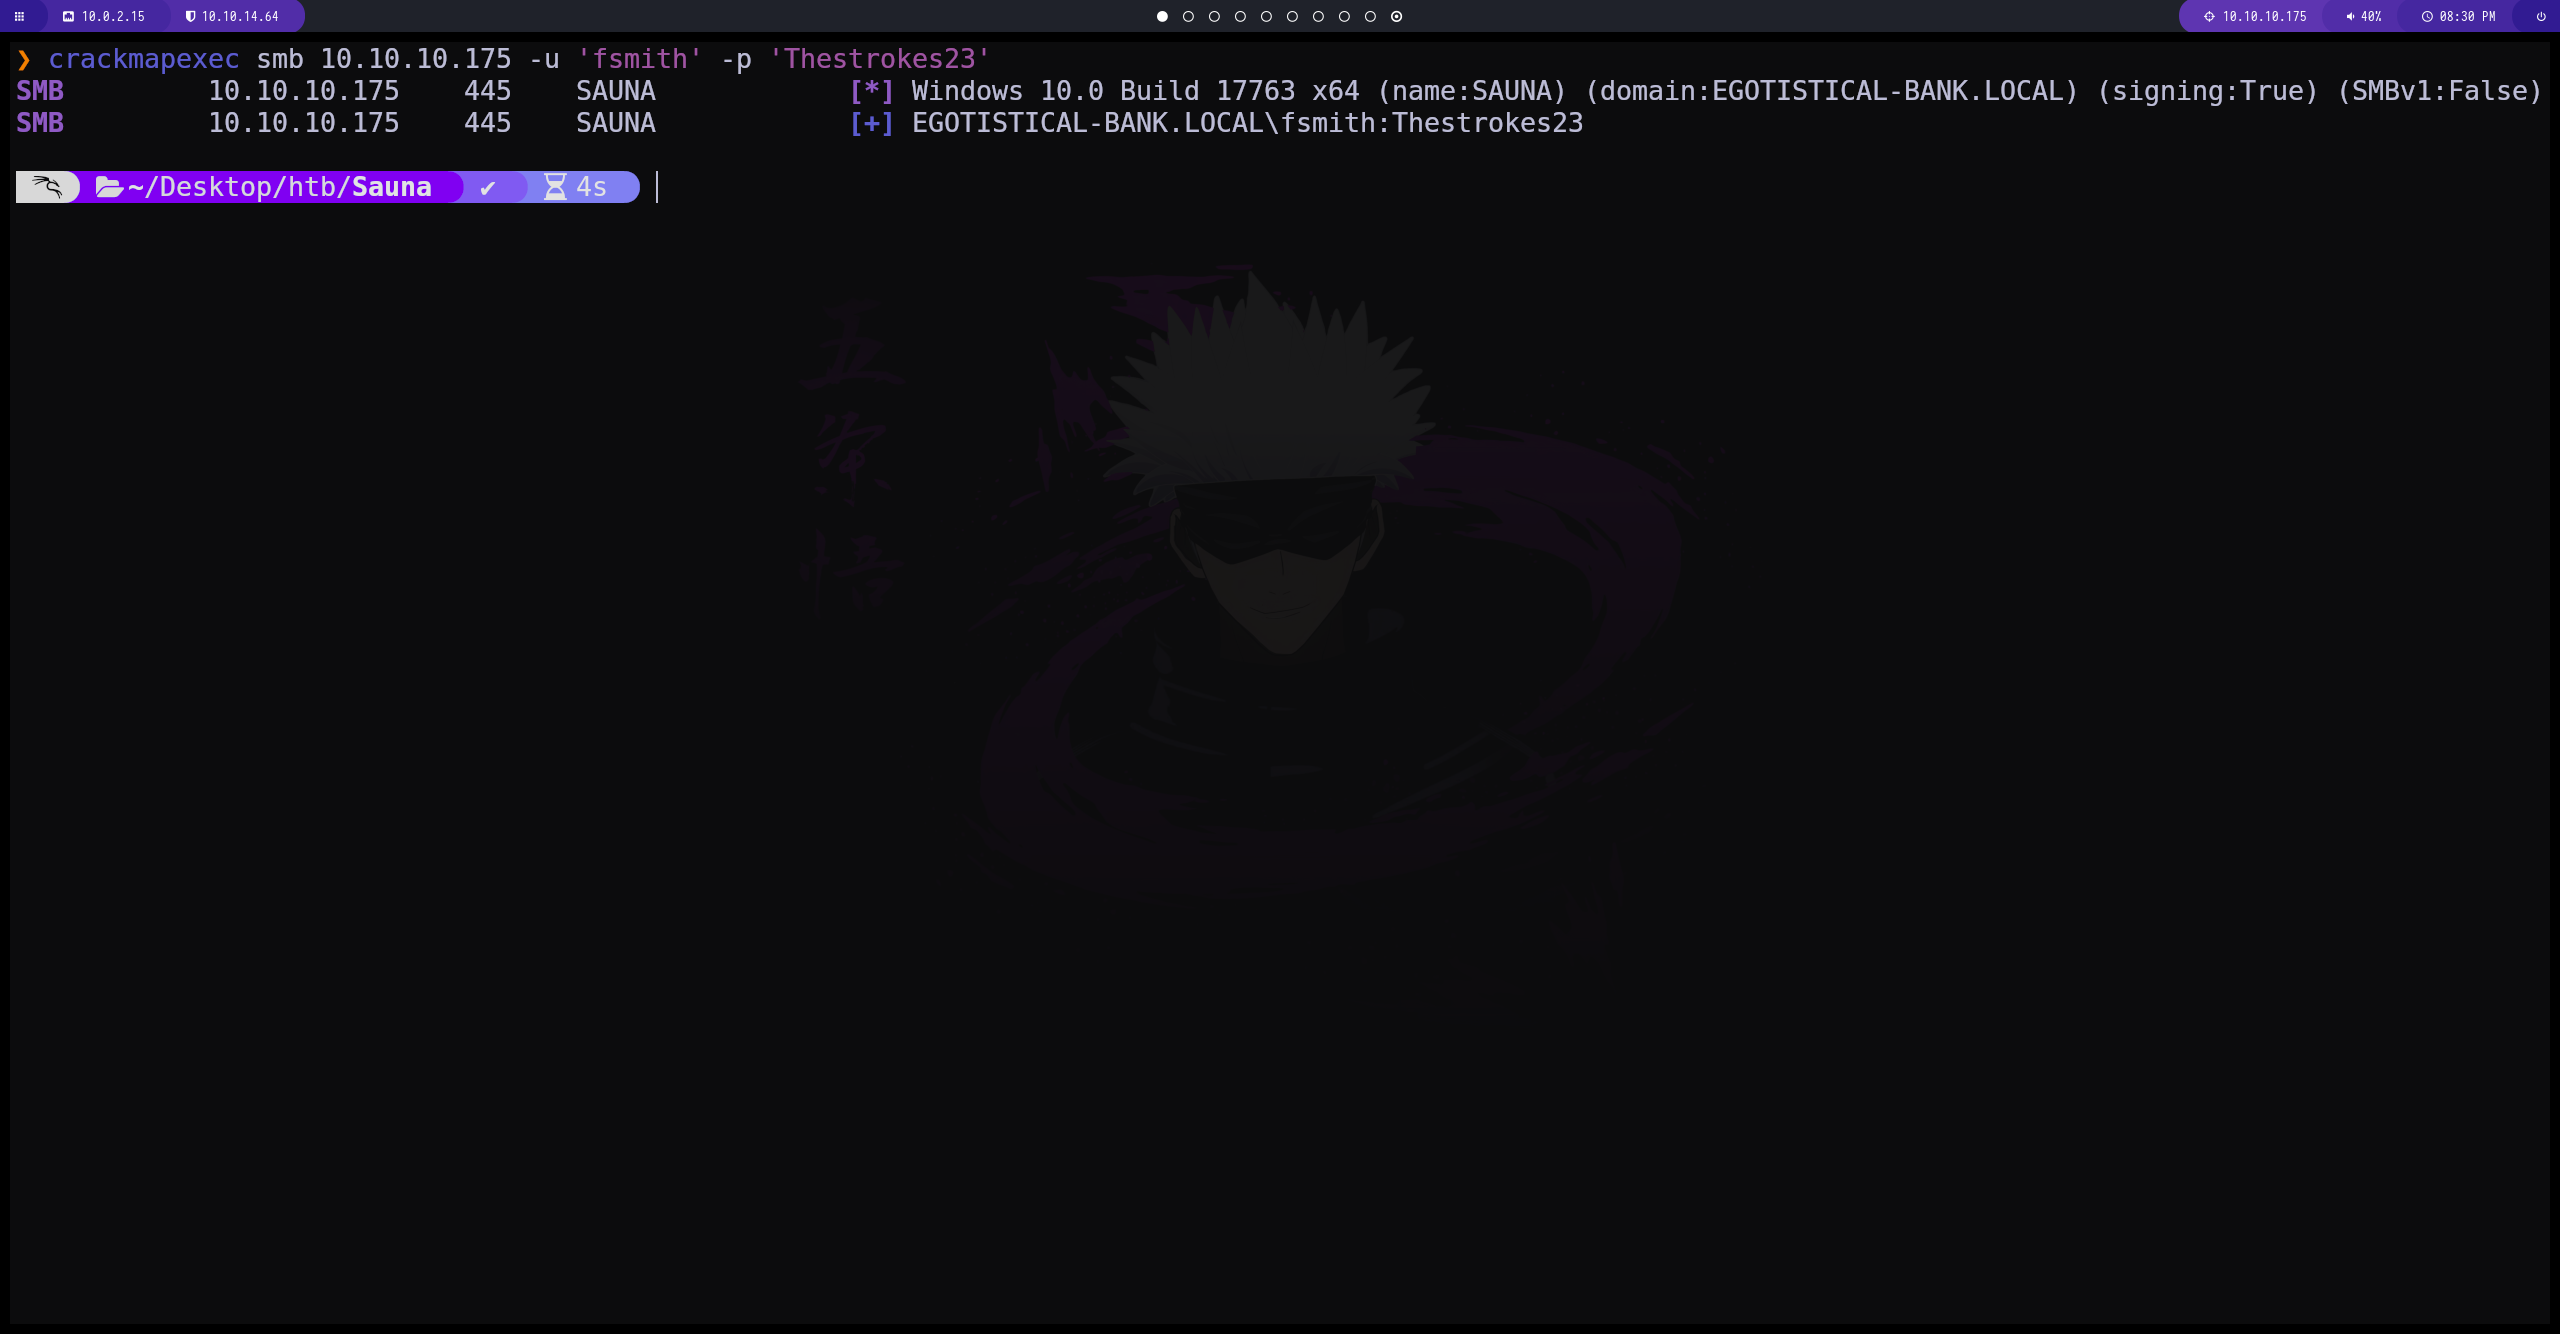 10.0.2.15 10.10.14.64 10.10.10.175 40% 08:30 PM
❯ crackmapexec smb 10.10.10.175 -u 'fsmith' -p 'Thestrokes23'
SMB 10.10.10.175 445 SAUNA [*] Windows 10.0 Build 17763 x64 (name:SAUNA) (domain:EGOTISTICAL-BANK.LOCAL) (signing:True) (SMBv1:False)
SMB 10.10.10.175 445 SAUNA [+] EGOTISTICAL-BANK.LOCAL\fsmith:Thestrokes23
~/Desktop/htb/Sauna ✔ 4s
五
条
悟